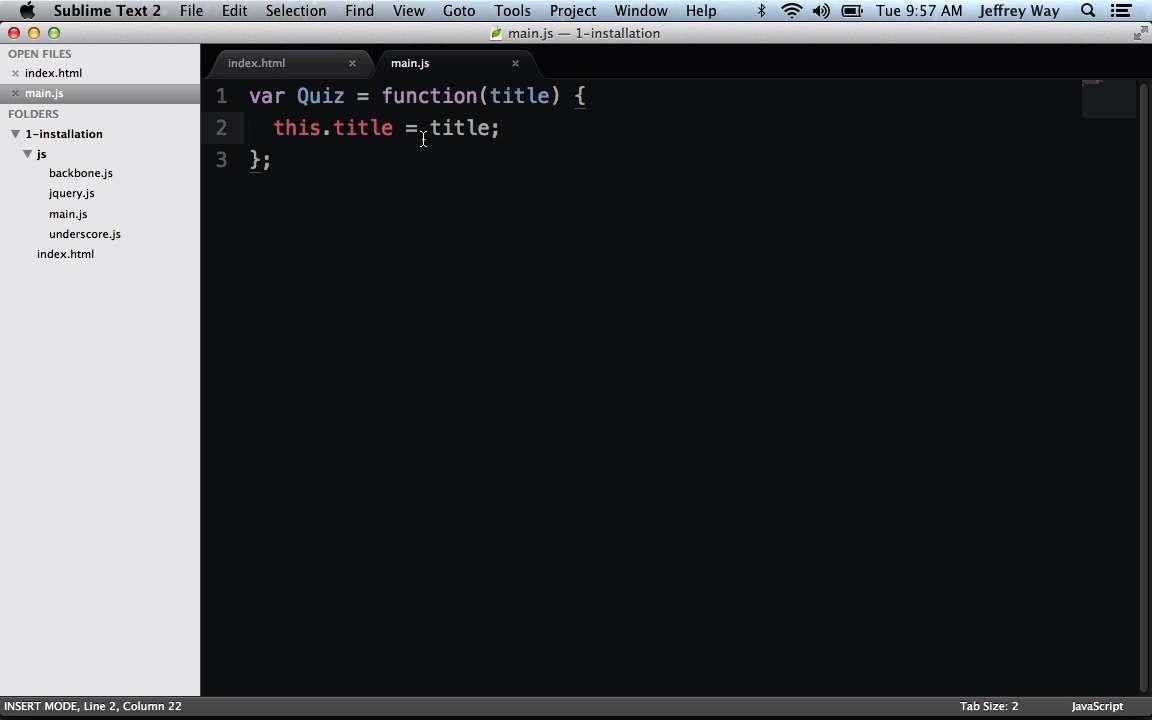 Sublime Text 2 File Edit Selection Find View Goto Tools Project Window Help Tue 9:57 AM Jeffrey Way
main.js — 1-installation
OPEN FILES
index.html
main.js
FOLDERS
1-installation
js
backbone.js
jquery.js
main.js
underscore.js
index.html
index.html main.js
1 var Quiz = function(title) {
2 this.title = title;
3 };
INSERT MODE, Line 2, Column 22 Tab Size: 2 JavaScript